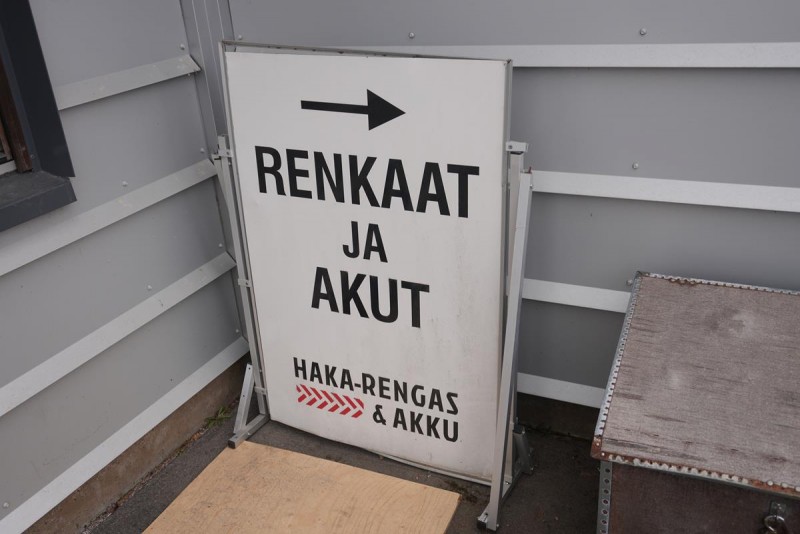 RENKAAT
JA
AKUT
HAKA-RENGAS
& AKKU